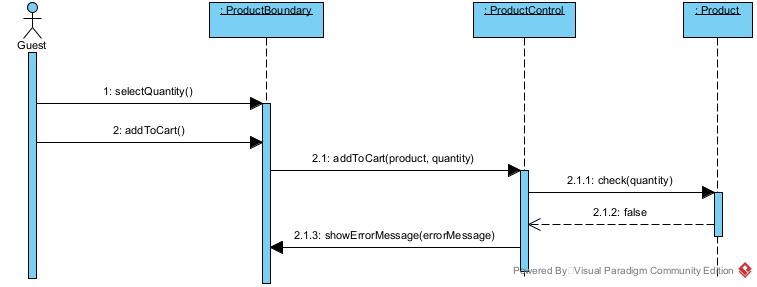 : ProductBoundary
: ProductControl
: Product
Guest
1: selectQuantity()
2: addToCart()
2.1: addToCart(product, quantity)
2.1.1: check(quantity)
2.1.2: false
2.1.3: showErrorMessage(errorMessage)
Powered By Visual Paradigm Community Edition